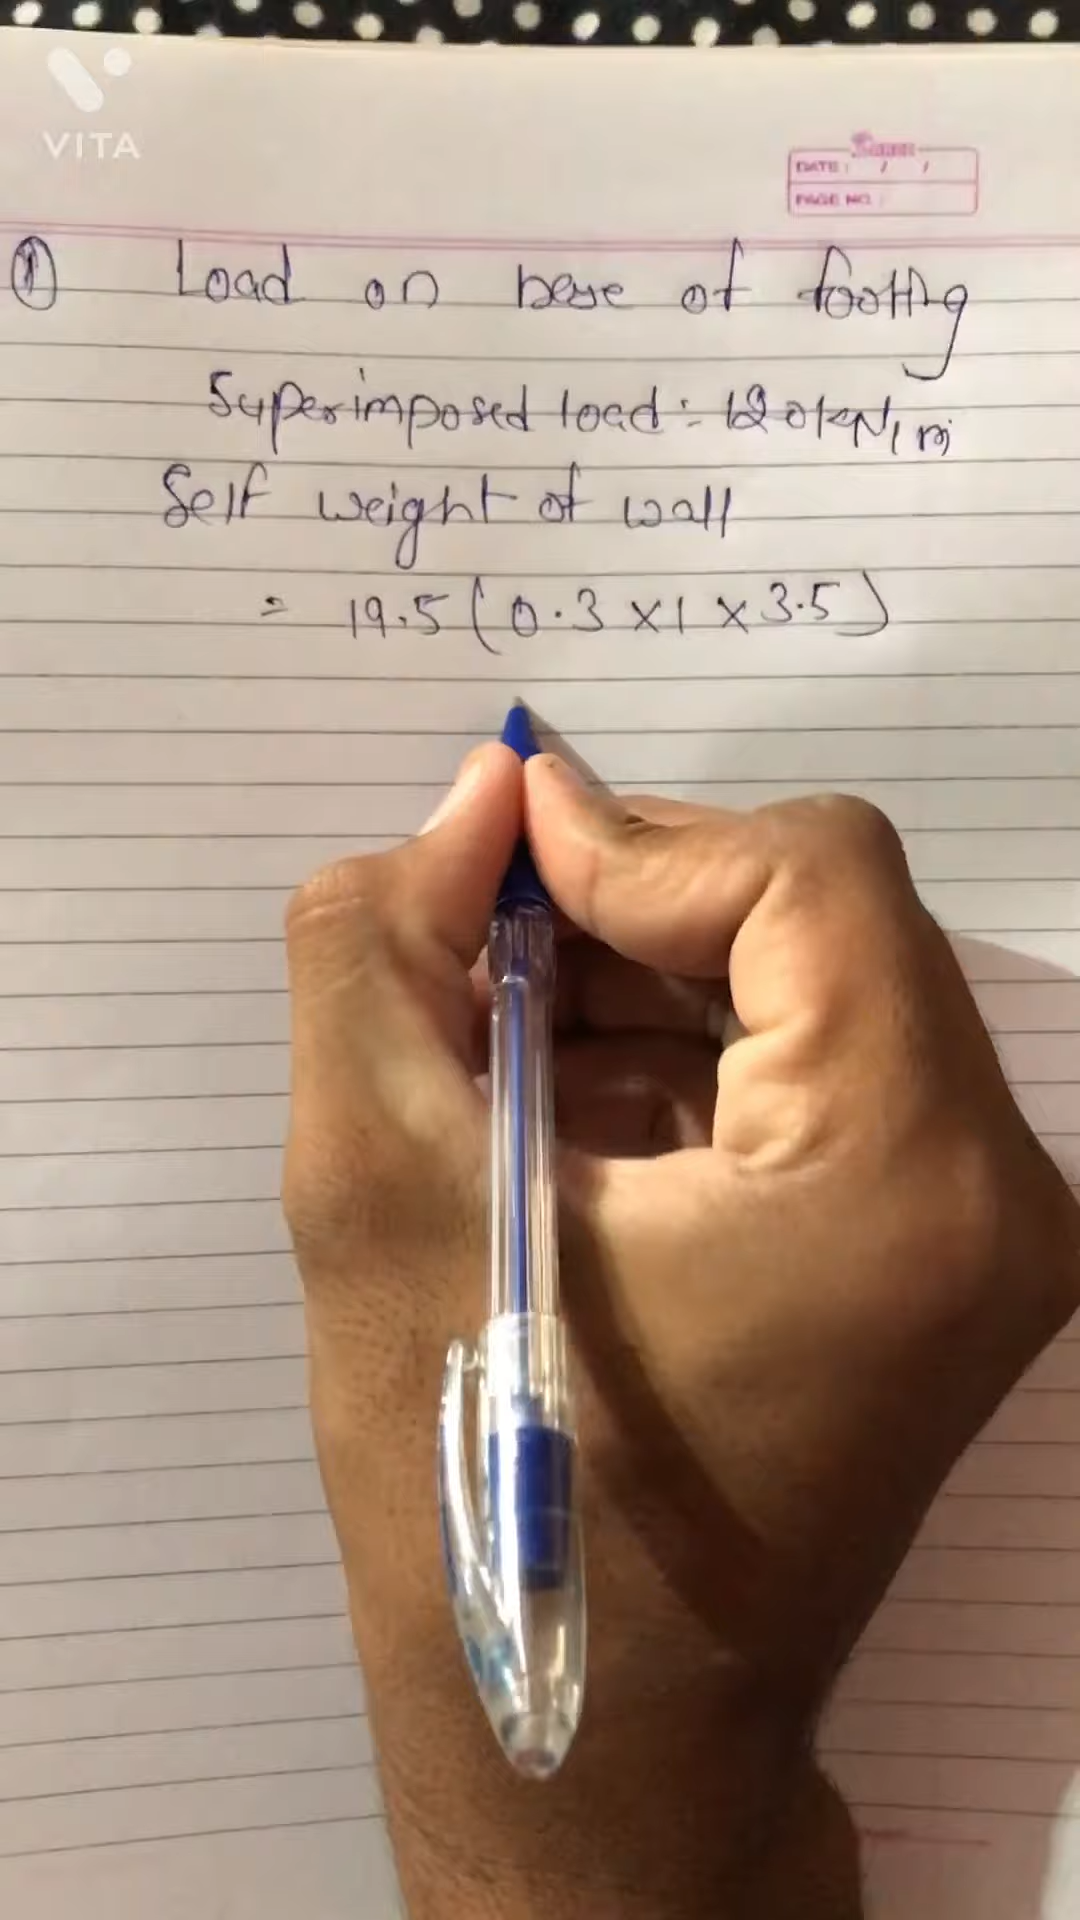 VITA
DATE : / /
PAGE NO :
① Load on base of footing
Superimposed load = 120 kN/m
Self weight of wall
= 19.5 (0.3 x 1 x 3.5)